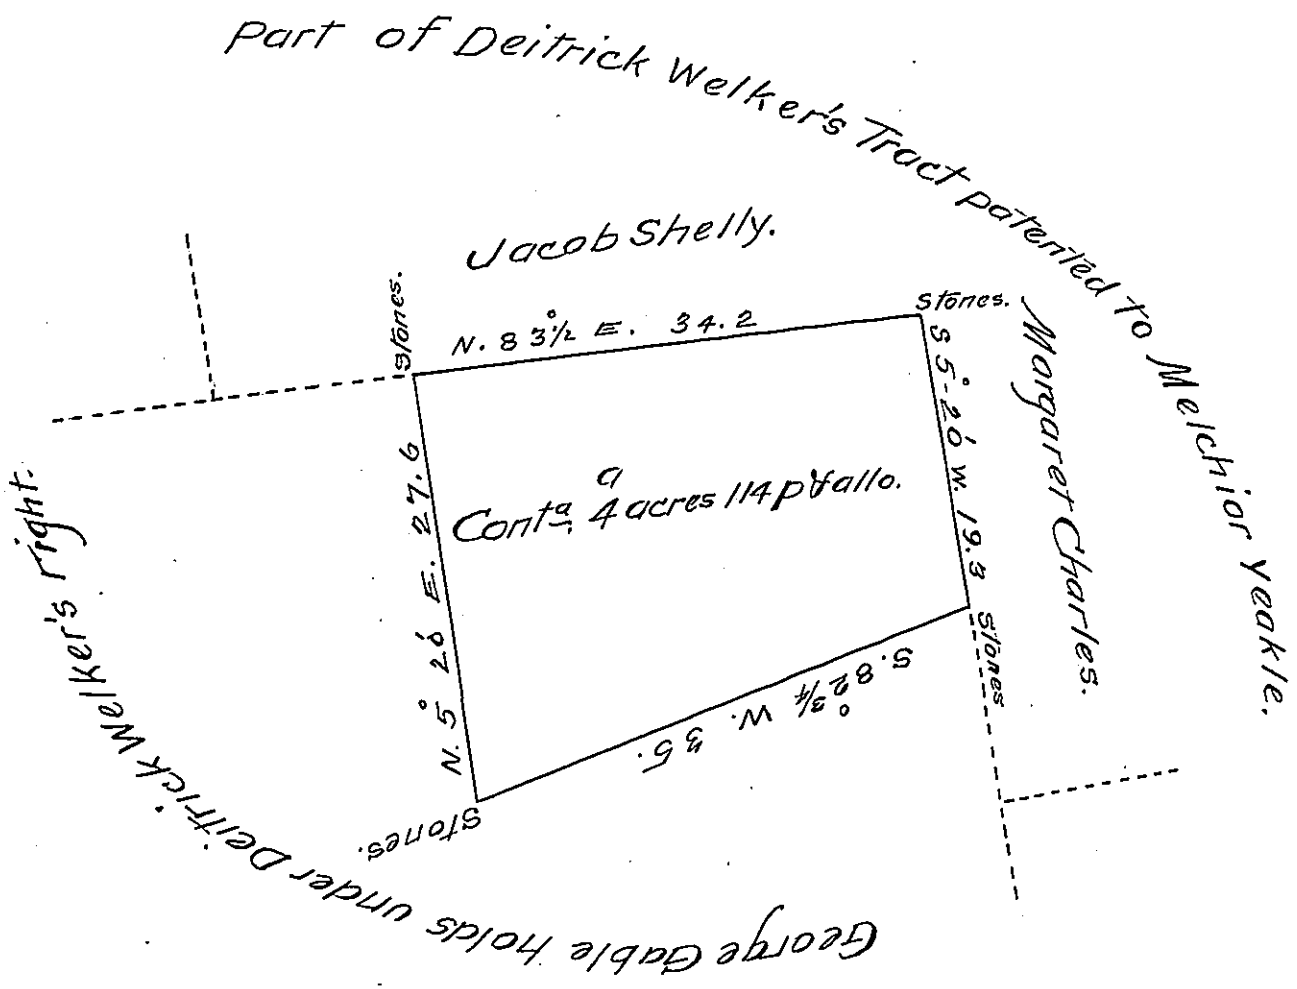 Part of Deitrick Welker's Tract patented to Melchior Yeakle.
Jacob Shelly.
Stones.
N. 83½° E. 34.2
Stones.
S 5°-20' W. 19.3
Margaret Charles.
Stones
S. 82¾° W. 35.
Stones.
N. 5° 20' E. 27.6
a
Conta. 4 acres 114 p
allo.
George Gable holds under Deitrick Welker's right.